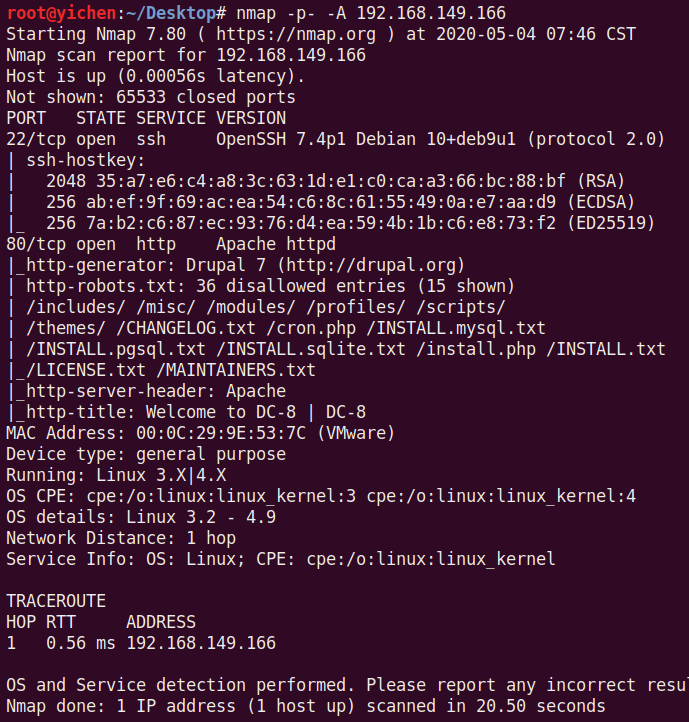 root@yichen:~/Desktop# nmap -p- -A 192.168.149.166
Starting Nmap 7.80 ( https://nmap.org ) at 2020-05-04 07:46 CST
Nmap scan report for 192.168.149.166
Host is up (0.00056s latency).
Not shown: 65533 closed ports
PORT   STATE SERVICE VERSION
22/tcp open  ssh     OpenSSH 7.4p1 Debian 10+deb9u1 (protocol 2.0)
| ssh-hostkey:
|   2048 35:a7:e6:c4:a8:3c:63:1d:e1:c0:ca:a3:66:bc:88:bf (RSA)
|   256 ab:ef:9f:69:ac:ea:54:c6:8c:61:55:49:0a:e7:aa:d9 (ECDSA)
|_  256 7a:b2:c6:87:ec:93:76:d4:ea:59:4b:1b:c6:e8:73:f2 (ED25519)
80/tcp open  http    Apache httpd
|_http-generator: Drupal 7 (http://drupal.org)
| http-robots.txt: 36 disallowed entries (15 shown)
| /includes/ /misc/ /modules/ /profiles/ /scripts/
| /themes/ /CHANGELOG.txt /cron.php /INSTALL.mysql.txt
| /INSTALL.pgsql.txt /INSTALL.sqlite.txt /install.php /INSTALL.txt
|_/LICENSE.txt /MAINTAINERS.txt
|_http-server-header: Apache
|_http-title: Welcome to DC-8 | DC-8
MAC Address: 00:0C:29:9E:53:7C (VMware)
Device type: general purpose
Running: Linux 3.X|4.X
OS CPE: cpe:/o:linux:linux_kernel:3 cpe:/o:linux:linux_kernel:4
OS details: Linux 3.2 - 4.9
Network Distance: 1 hop
Service Info: OS: Linux; CPE: cpe:/o:linux:linux_kernel

TRACEROUTE
HOP RTT     ADDRESS
1   0.56 ms 192.168.149.166

OS and Service detection performed. Please report any incorrect resul
Nmap done: 1 IP address (1 host up) scanned in 20.50 seconds